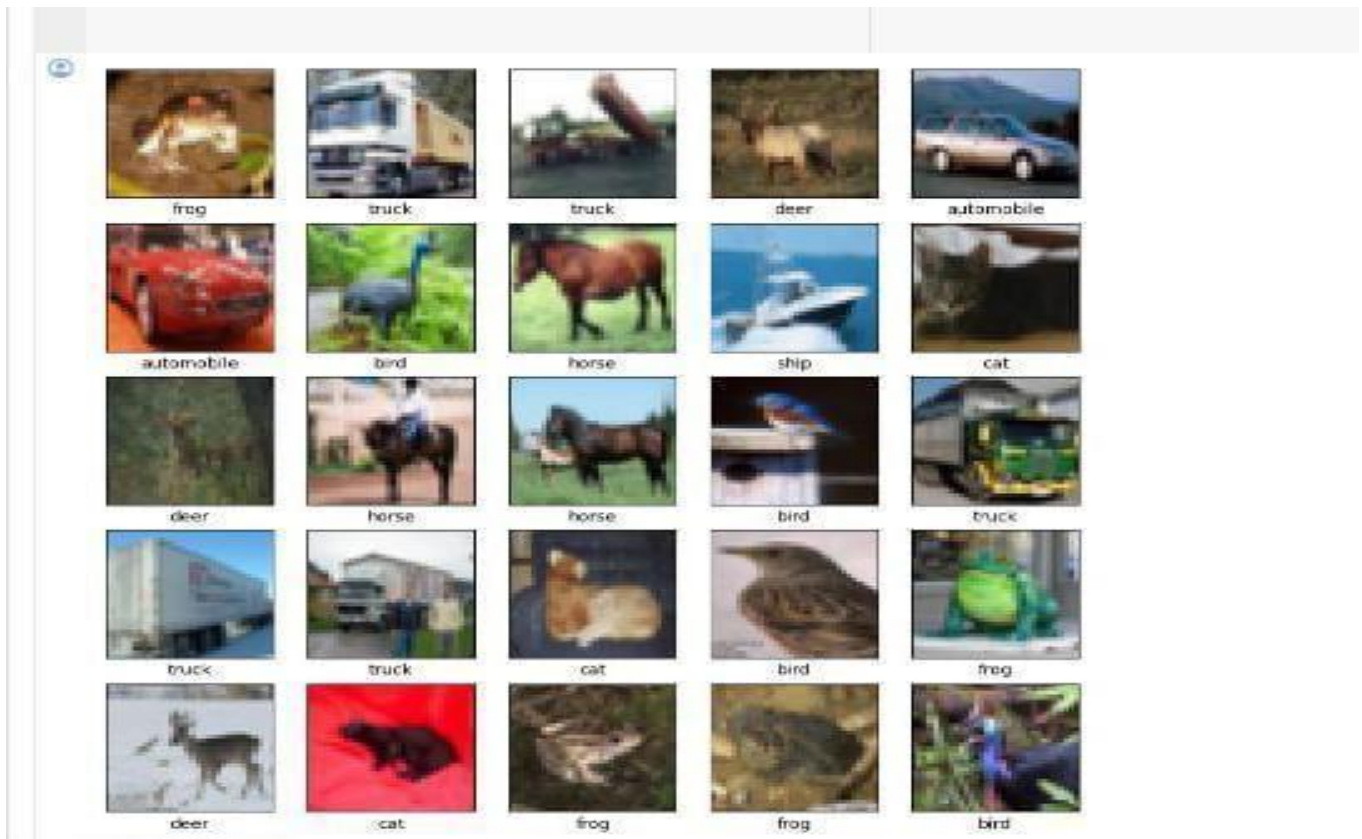 frog truck truck deer automobile
automobile bird horse ship cat
deer horse horse bird truck
truck truck cat bird frog
deer cat frog frog bird